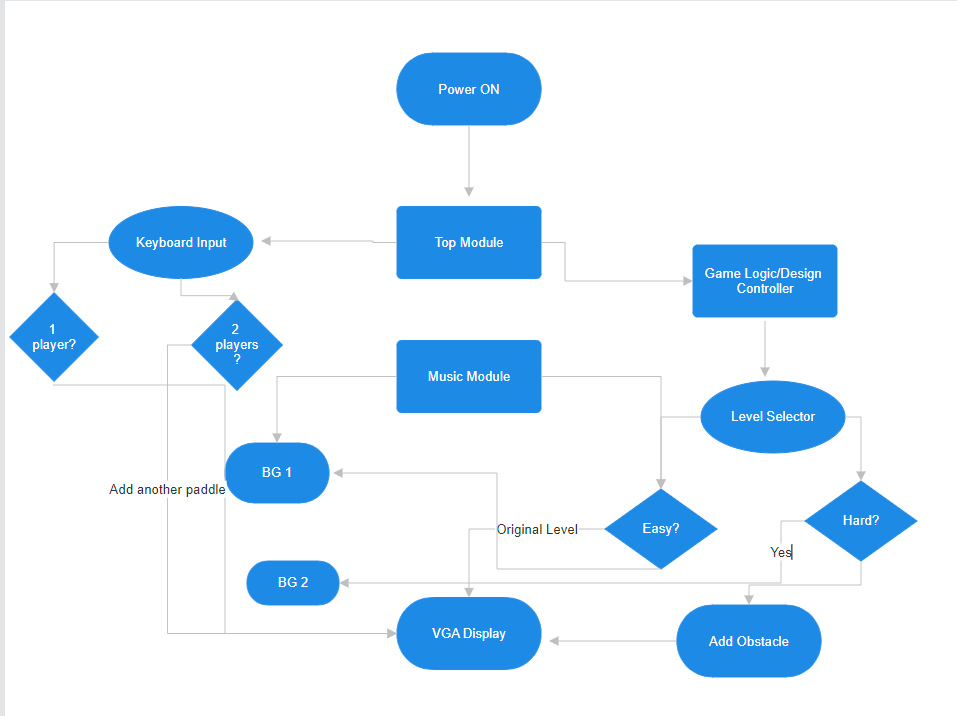 Power ON
Keyboard Input
Top Module
Game Logic/Design
Controller
1
player?
2
players
?
Music Module
Level Selector
BG 1
Add another paddle
Original Level
Easy?
Hard?
Yes
BG 2
VGA Display
Add Obstacle